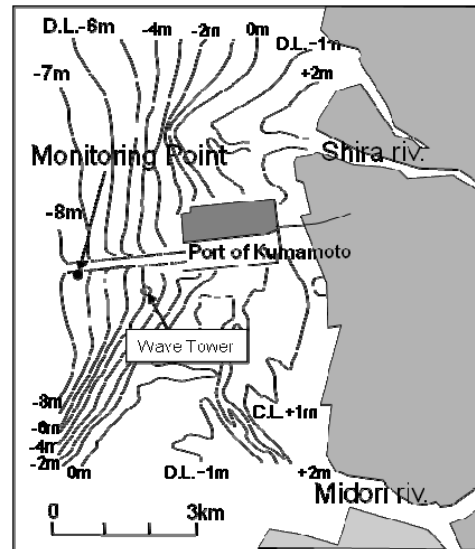 D.L.-6m
-4m
-2m
0m
D.L.-1m
+2m
-7m
Monitoring Point
Shira riv.
-8m
Port of Kumamoto
Wave Tower
-8m
-6m
-4m
-2m
0m
D.L.-1m
C.L.+1m
+2m
Midori riv.
0
3km